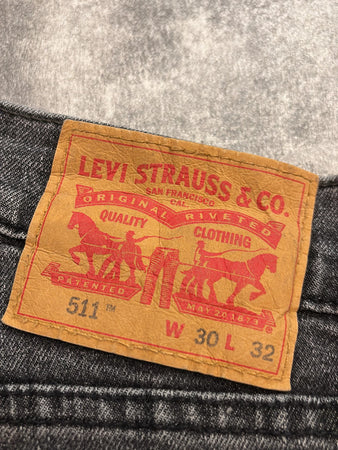 LEVI STRAUSS & CO.
SAN FRANCISCO
CAL.
ORIGINAL RIVETED
QUALITY CLOTHING
PATENTED
MAY 20 1873
511™
W 30 L 32